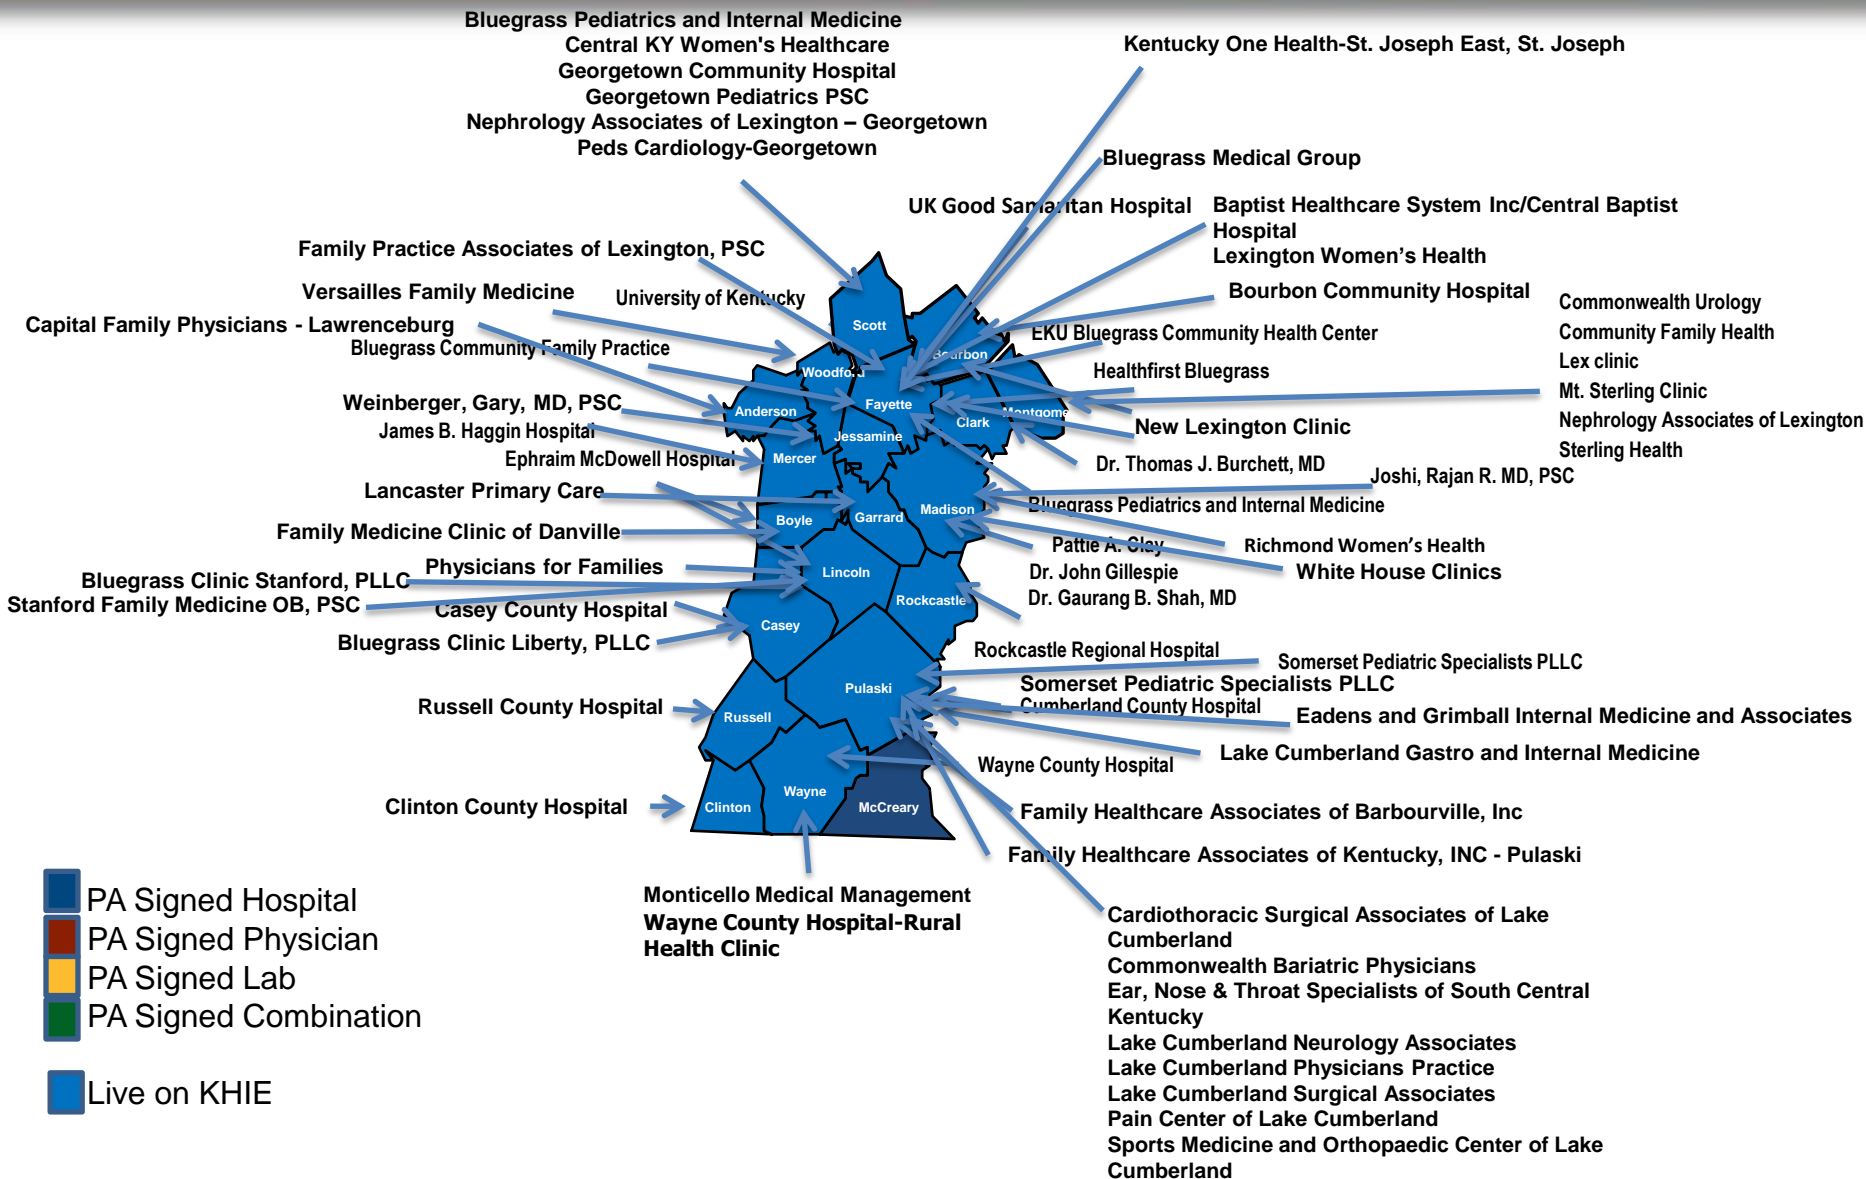 Bluegrass Pediatrics and Internal Medicine
Central KY Women's Healthcare
Georgetown Community Hospital
Georgetown Pediatrics PSC
Nephrology Associates of Lexington – Georgetown
Peds Cardiology-Georgetown
Kentucky One Health-St. Joseph East, St. Joseph
Bluegrass Medical Group
UK Good Samaritan Hospital
Baptist Healthcare System Inc/Central Baptist
Hospital
Lexington Women's Health
Family Practice Associates of Lexington, PSC
Versailles Family Medicine
University of Kentucky
Bourbon Community Hospital
Capital Family Physicians - Lawrenceburg
Bluegrass Community Family Practice
EKU Bluegrass Community Health Center
Healthfirst Bluegrass
Commonwealth Urology
Community Family Health
Lex clinic
Mt. Sterling Clinic
Nephrology Associates of Lexington
Sterling Health
Weinberger, Gary, MD, PSC
James B. Haggin Hospital
Ephraim McDowell Hospital
New Lexington Clinic
Dr. Thomas J. Burchett, MD
Joshi, Rajan R. MD, PSC
Lancaster Primary Care
Bluegrass Pediatrics and Internal Medicine
Family Medicine Clinic of Danville
Pattie A. Clay
Dr. John Gillespie
Dr. Gaurang B. Shah, MD
Richmond Women's Health
White House Clinics
Physicians for Families
Bluegrass Clinic Stanford, PLLC
Stanford Family Medicine OB, PSC
Casey County Hospital
Bluegrass Clinic Liberty, PLLC
Rockcastle Regional Hospital
Somerset Pediatric Specialists PLLC
Somerset Pediatric Specialists PLLC
Cumberland County Hospital
Russell County Hospital
Eadens and Grimball Internal Medicine and Associates
Lake Cumberland Gastro and Internal Medicine
Wayne County Hospital
Clinton County Hospital
Family Healthcare Associates of Barbourville, Inc
Family Healthcare Associates of Kentucky, INC - Pulaski
Monticello Medical Management
Wayne County Hospital-Rural
Health Clinic
Cardiothoracic Surgical Associates of Lake
Cumberland
Commonwealth Bariatric Physicians
Ear, Nose & Throat Specialists of South Central
Kentucky
Lake Cumberland Neurology Associates
Lake Cumberland Physicians Practice
Lake Cumberland Surgical Associates
Pain Center of Lake Cumberland
Sports Medicine and Orthopaedic Center of Lake
Cumberland
Scott
Bourbon
Woodford
Anderson
Fayette
Clark
Montgome
Jessamine
Mercer
Boyle
Garrard
Madison
Lincoln
Rockcastle
Casey
Pulaski
Russell
Wayne
Clinton
McCreary
PA Signed Hospital
PA Signed Physician
PA Signed Lab
PA Signed Combination
Live on KHIE